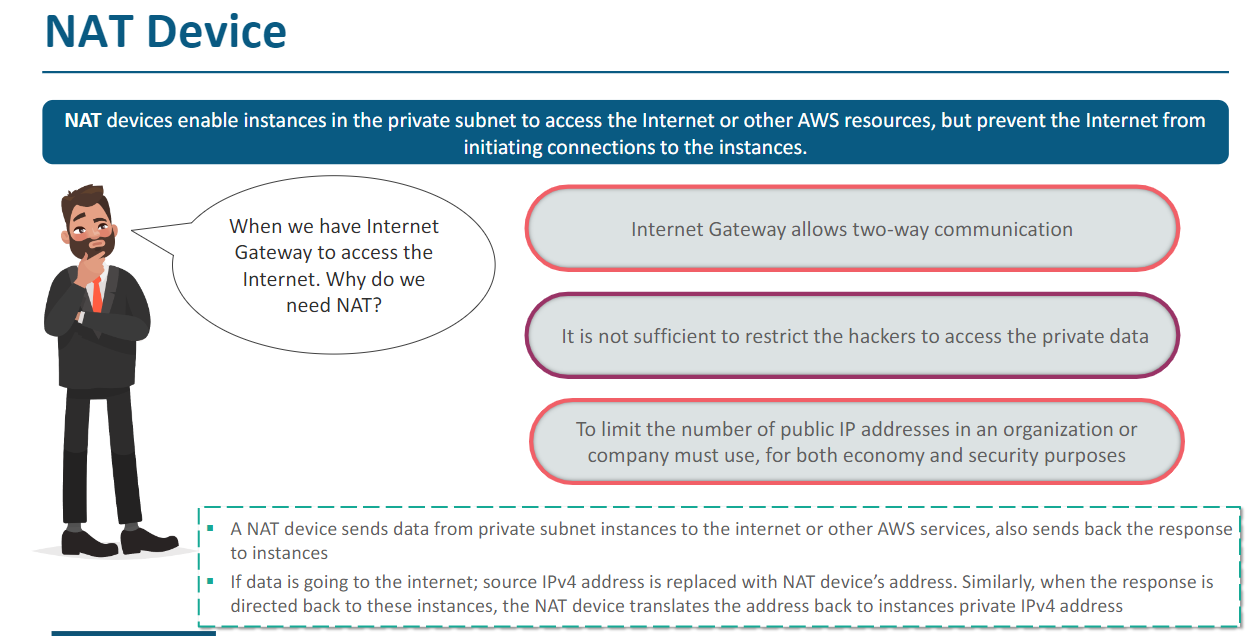 NAT Device
NAT devices enable instances in the private subnet to access the Internet or other AWS resources, but prevent the Internet from
initiating connections to the instances.
When we have Internet
Gateway to access the
Internet. Why do we
need NAT?
Internet Gateway allows two-way communication
It is not sufficient to restrict the hackers to access the private data
To limit the number of public IP addresses in an organization or
company must use, for both economy and security purposes
▪ A NAT device sends data from private subnet instances to the internet or other AWS services, also sends back the response
to instances
▪ If data is going to the internet; source IPv4 address is replaced with NAT device's address. Similarly, when the response is
directed back to these instances, the NAT device translates the address back to instances private IPv4 address